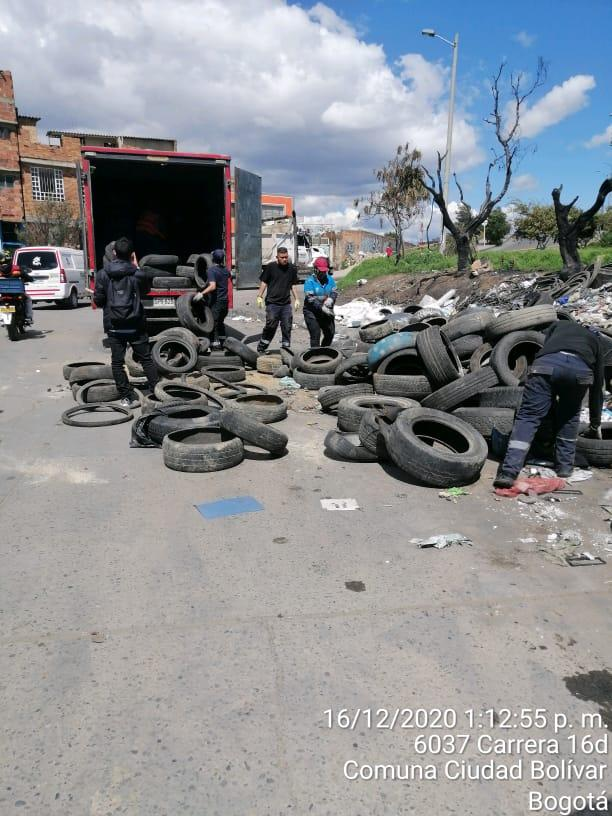 16/12/2020 1:12:55 p. m.
6037 Carrera 16d
Comuna Ciudad Bolívar
Bogotá